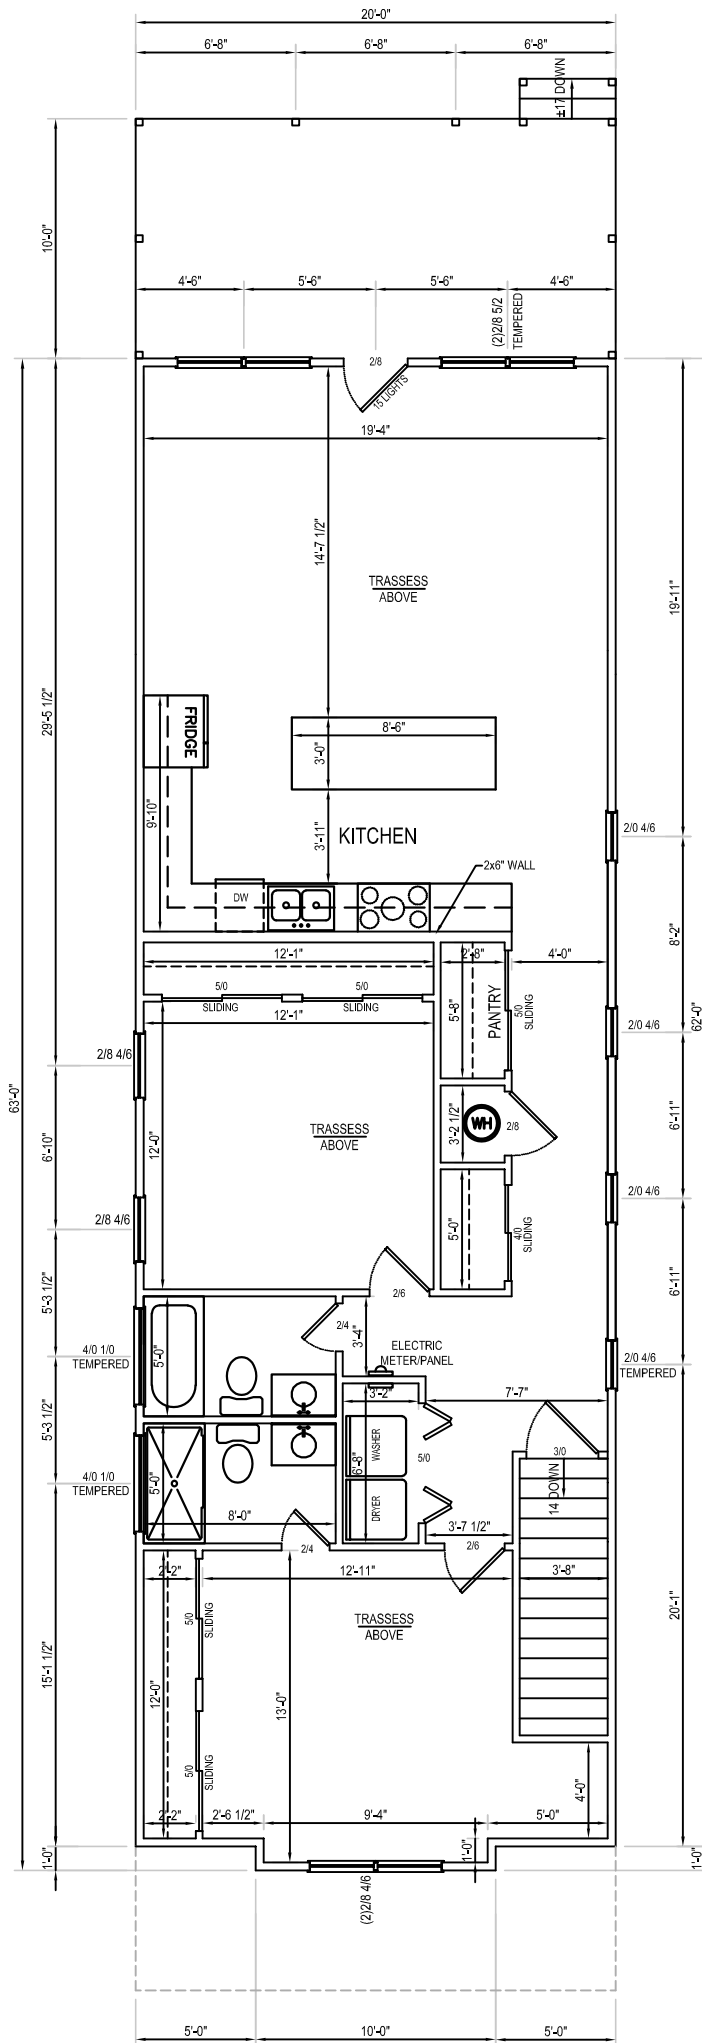 20'-0"
6'-8" 6'-8" 6'-8"
±17 DOWN
10'-0"
4'-6" 5'-6" 5'-6" 4'-6"
(2)2/8 5/2
TEMPERED
2/8
15 LIGHTS
19'-4"
14'-7 1/2"
TRASSESS
ABOVE
19'-11"
29'-5 1/2"
FRIDGE
8'-6"
3'-0"
9'-10"
3'-11"
KITCHEN
2/0 4/6
2x6" WALL
DW
8'-2"
12'-1"
2'-8"
4'-0"
5/0
SLIDING
5/0
SLIDING
5'-8"
PANTRY
5/0
SLIDING
12'-1"
2/0 4/6
62'-0"
63'-0"
2/8 4/6
6'-10"
12'-0"
TRASSESS
ABOVE
3'-2 1/2"
WH
2/8
6'-11"
2/0 4/6
2/8 4/6
5'-0"
4/0
SLIDING
6'-11"
5'-3 1/2"
2/6
5'-0"
2/4
3'-4"
ELECTRIC
METER/PANEL
4/0 1/0
TEMPERED
2/0 4/6
TEMPERED
3'-2"
7'-7"
5'-3 1/2"
6'-8"
WASHER
5/0
3/0
14 DOWN
4/0 1/0
TEMPERED
5'-0"
8'-0"
DRYER
3'-7 1/2"
2/4
2/6
2'-2"
12'-11"
3'-8"
5/0
SLIDING
TRASSESS
ABOVE
20'-1"
15'-1 1/2"
12'-0"
13'-0"
5/0
SLIDING
4'-0"
2'-2"
2'-6 1/2"
9'-4"
5'-0"
1'-0"
1'-0"
1'-0"
(2)2/8 4/6
5'-0" 10'-0" 5'-0"